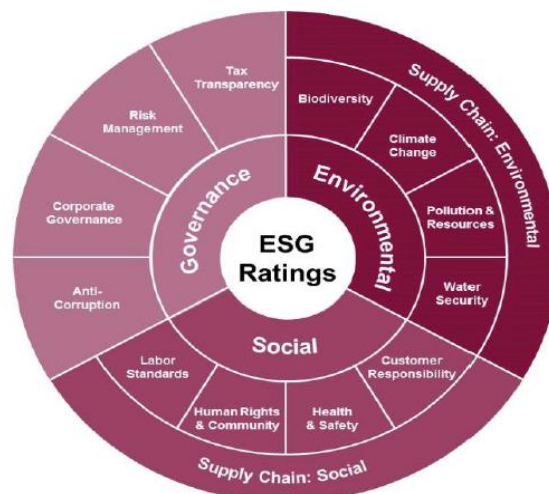 Tax
Transparency
Risk
Management
Corporate
Governance
Anti-
Corruption
Governance
Biodiversity
Climate
Change
Pollution &
Resources
Water
Security
Environmental
Supply Chain: Environmental
ESG
Ratings
Social
Labor
Standards
Human Rights
& Community
Health
& Safety
Customer
Responsibility
Supply Chain: Social